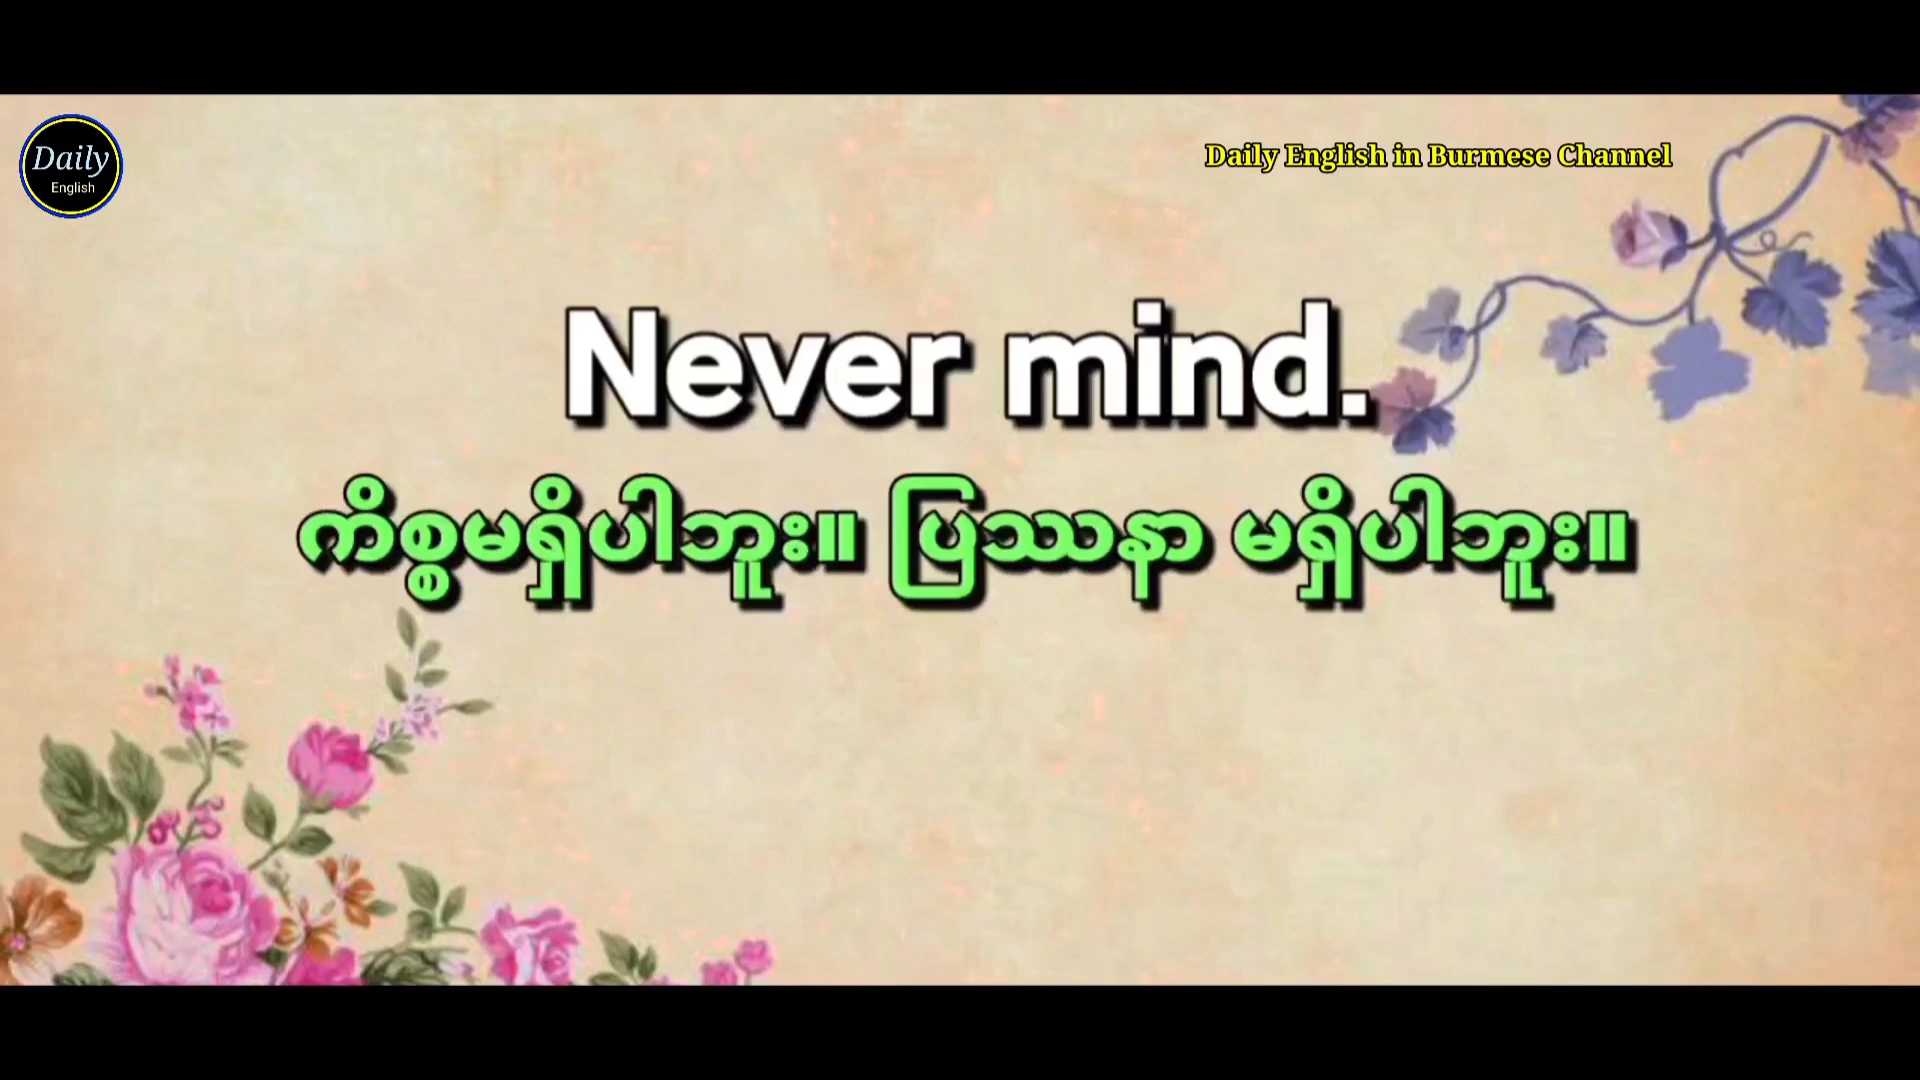 Daily
English
Daily English in Burmese Channel
Never mind.
ကိစ္စမရှိပါဘူး။ ပြဿနာ မရှိပါဘူး။